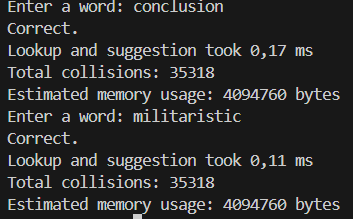 Enter a word: conclusion
Correct.
Lookup and suggestion took 0,17 ms
Total collisions: 35318
Estimated memory usage: 4094760 bytes
Enter a word: militaristic
Correct.
Lookup and suggestion took 0,11 ms
Total collisions: 35318
Estimated memory usage: 4094760 bytes